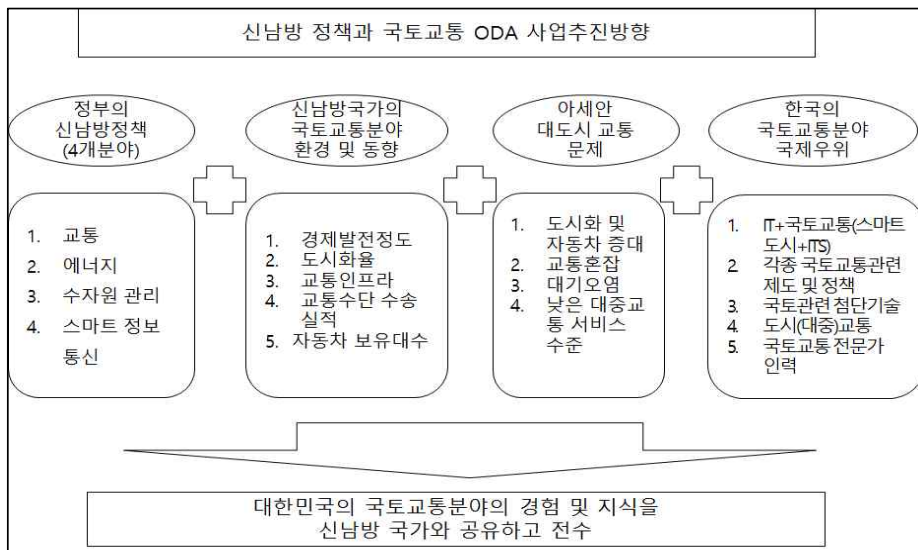 신남방 정책과 국토교통 ODA 사업추진방향
정부의
신남방정책
(4개분야)
신남방국가의
국토교통분야
환경 및 동향
아세안
대도시 교통
문제
한국의
국토교통분야
국제우위
1. 교통
2. 에너지
3. 수자원 관리
4. 스마트 정보
통신
1. 경제발전정도
2. 도시화율
3. 교통인프라
4. 교통수단 수송
실적
5. 자동차 보유대수
1. 도시화 및
자동차 증대
2. 교통혼잡
3. 대기오염
4. 낮은 대중교
통 서비스
수준
1. IT+국토교통(스마트
도시+ITS)
2. 각종 국토교통관련
제도 및 정책
3. 국토관련 첨단기술
4. 도시(대중)교통
5. 국토교통 전문가
인력
대한민국의 국토교통분야의 경험 및 지식을
신남방 국가와 공유하고 전수